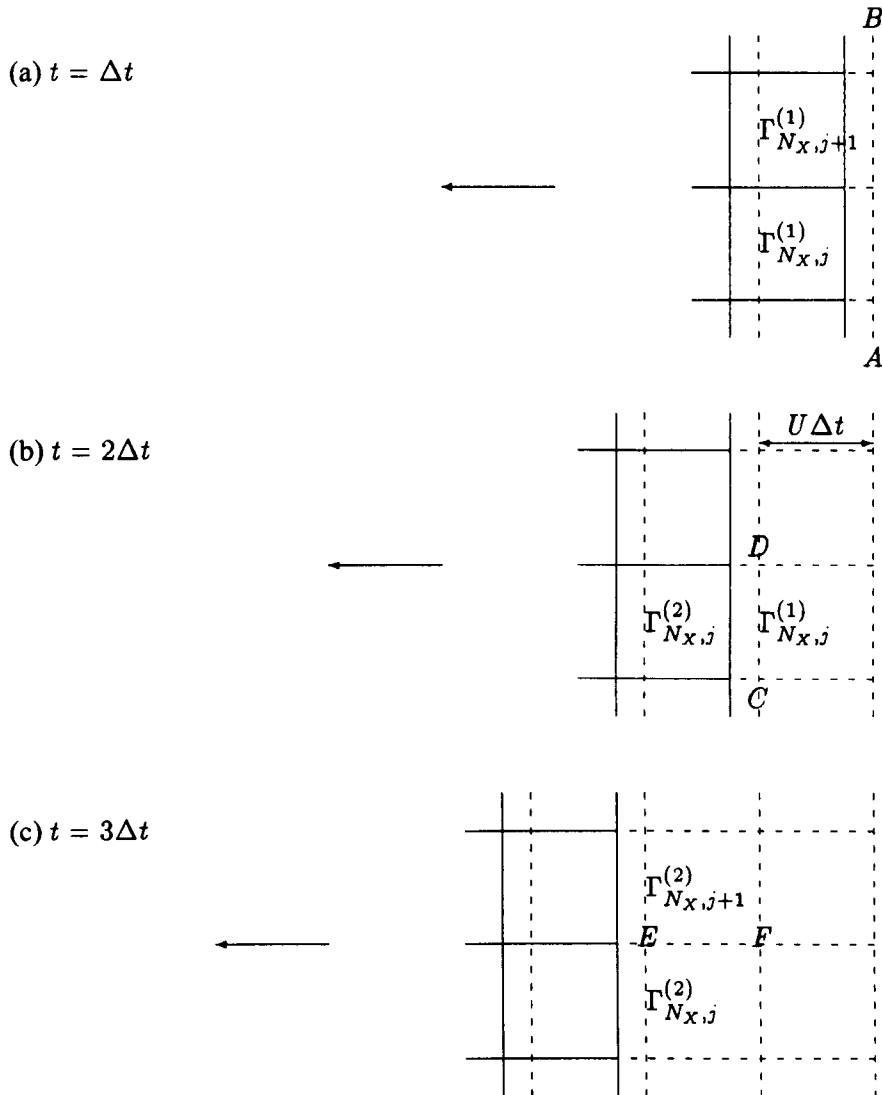 B
(a) t = Δt
Γ^{(1)}_{N_X, j+1}
Γ^{(1)}_{N_X, j}
A
(b) t = 2Δt
UΔt
D
Γ^{(2)}_{N_X, j} Γ^{(1)}_{N_X, j}
C
(c) t = 3Δt
Γ^{(2)}_{N_X, j+1}
E F
Γ^{(2)}_{N_X, j}